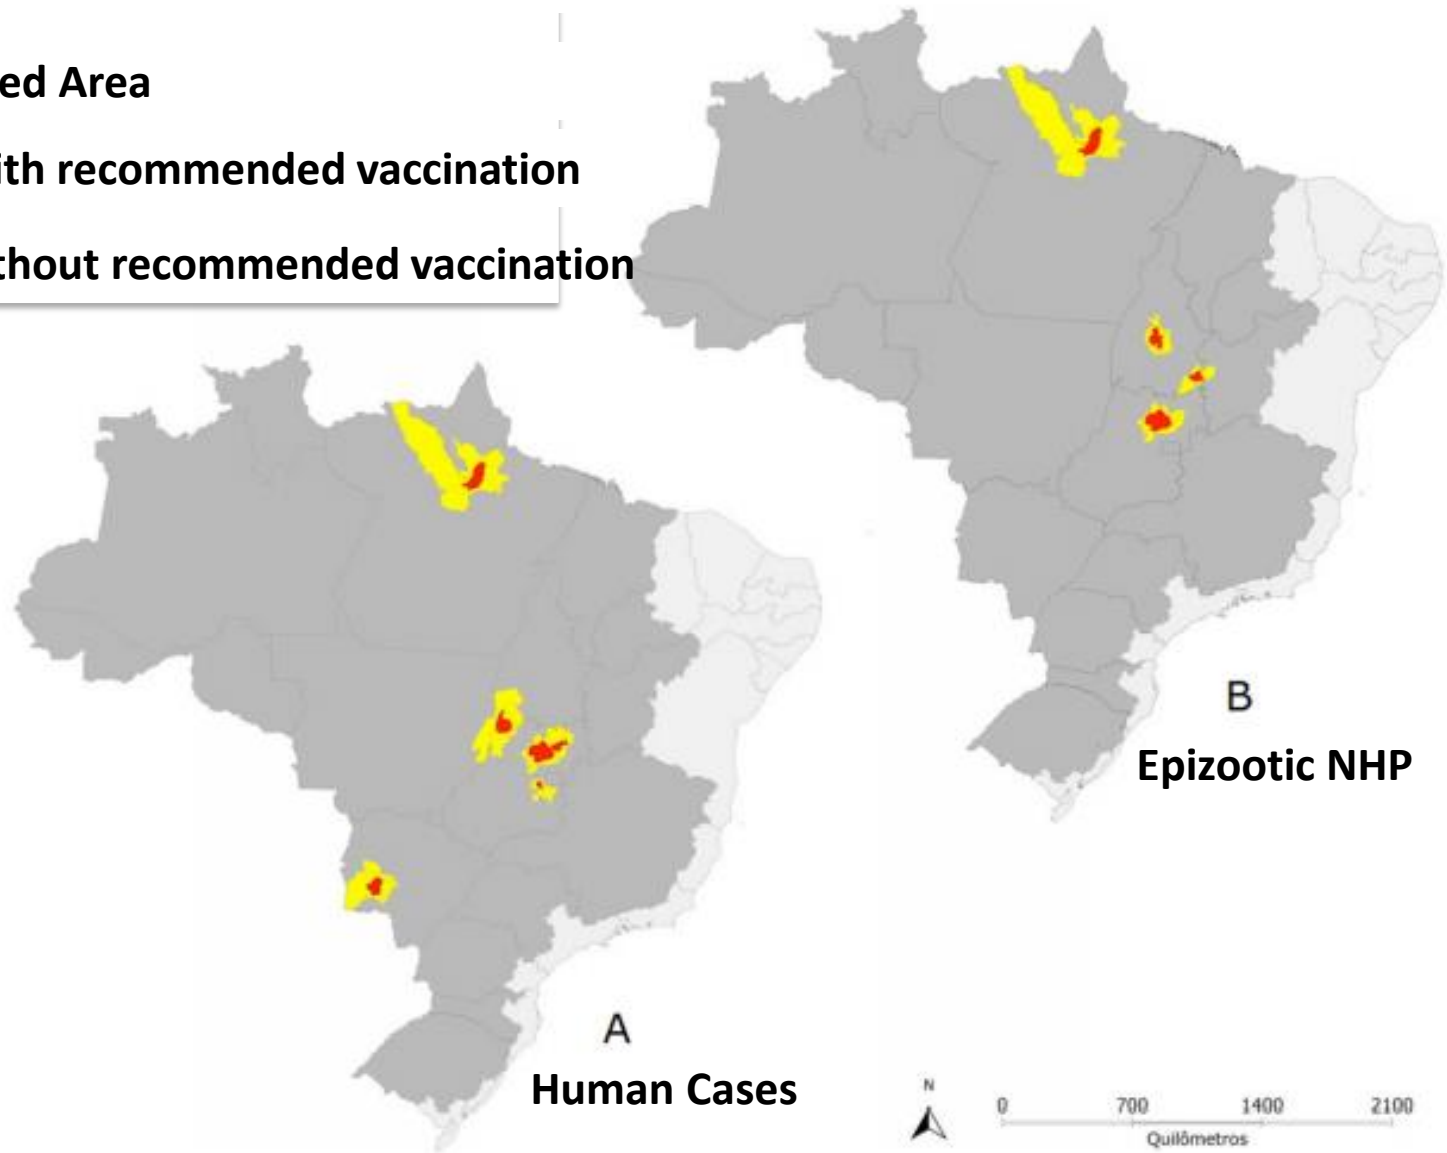 ed Area
ith recommended vaccination
thout recommended vaccination
B
Epizootic NHP
A
Human Cases
N
0 700 1400 2100
Quilômetros